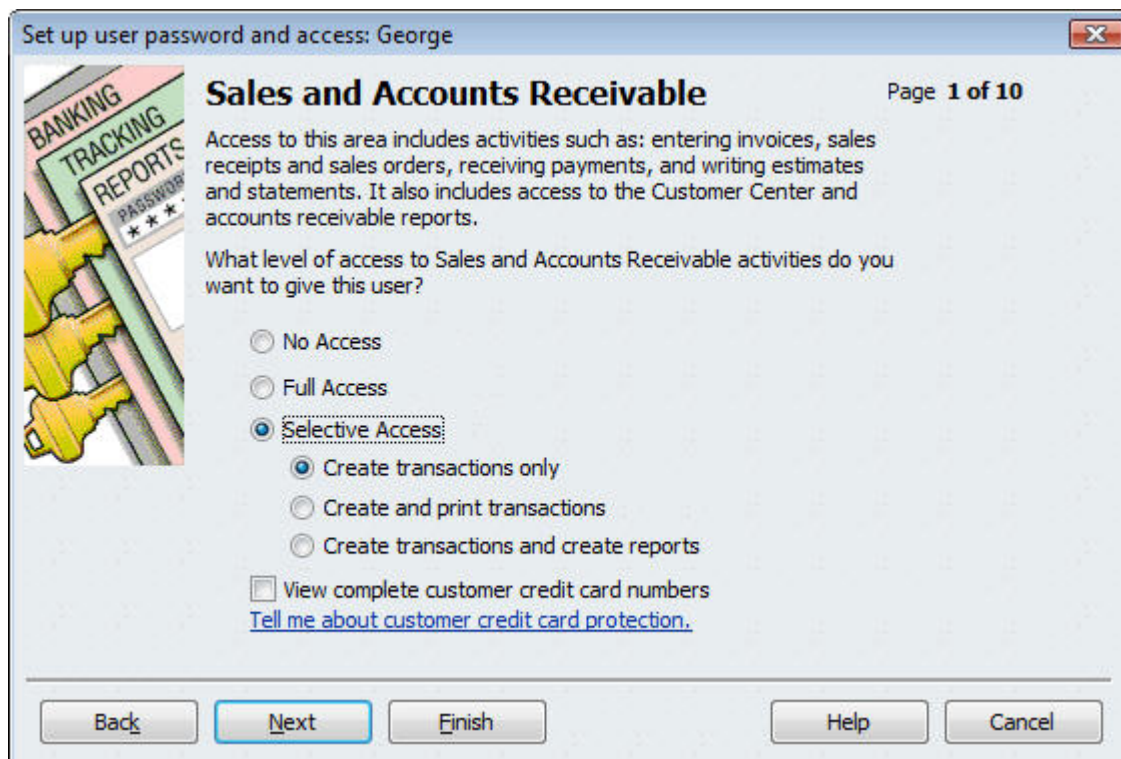 Set up user password and access: George
BANKING
TRACKING
REPORTS
****
Sales and Accounts Receivable
Page 1 of 10
Access to this area includes activities such as: entering invoices, sales
receipts and sales orders, receiving payments, and writing estimates
and statements. It also includes access to the Customer Center and
accounts receivable reports.
What level of access to Sales and Accounts Receivable activities do you
want to give this user?
No Access
Full Access
Selective Access
Create transactions only
Create and print transactions
Create transactions and create reports
View complete customer credit card numbers
Tell me about customer credit card protection.
Back
Next
Finish
Help
Cancel